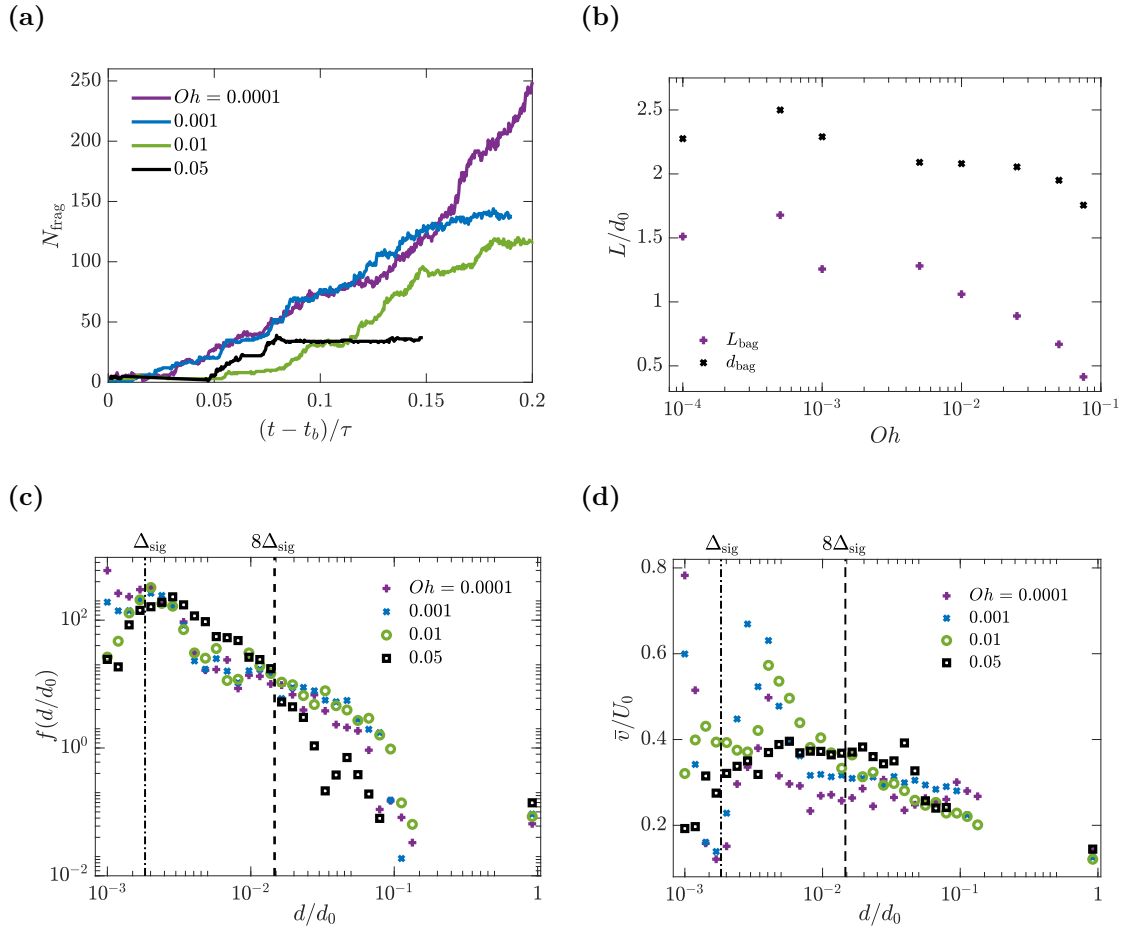 (a)
250
200
150
100
50
0
N_frag
Oh = 0.0001
0.001
0.01
0.05
0 0.05 0.1 0.15 0.2
(t − t_b)/τ
(b)
2.5
2
1.5
1
0.5
L/d_0
L_bag
d_bag
10^−4 10^−3 10^−2 10^−1
Oh
(c)
Δ_sig 8Δ_sig
10^2
10^0
10^−2
f(d/d_0)
Oh = 0.0001
0.001
0.01
0.05
10^−3 10^−2 10^−1 1
d/d_0
(d)
Δ_sig 8Δ_sig
0.8
0.6
0.4
0.2
v̄/U_0
Oh = 0.0001
0.001
0.01
0.05
10^−3 10^−2 10^−1 1
d/d_0